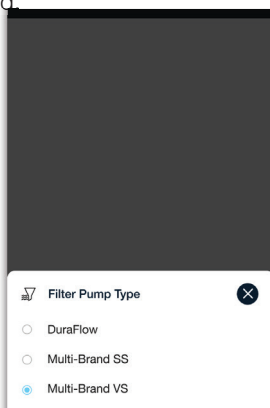 d.
Filter Pump Type
DuraFlow
Multi-Brand SS
Multi-Brand VS